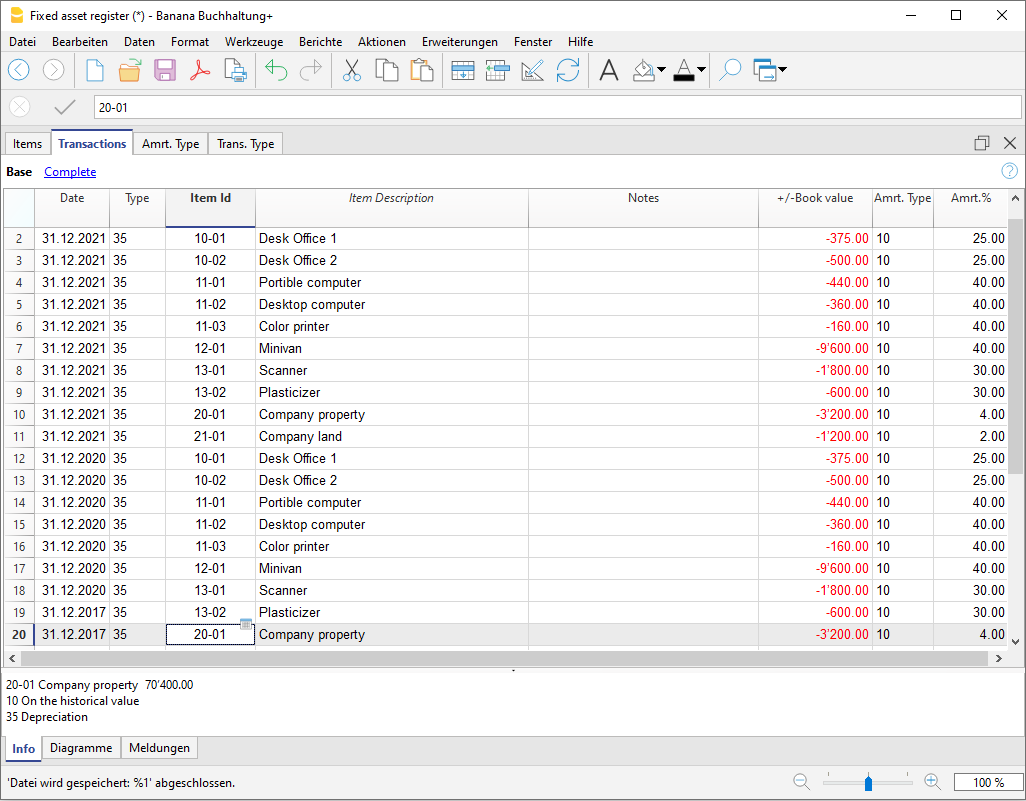 Fixed asset register (*) - Banana Buchhaltung+
Datei Bearbeiten Daten Format Werkzeuge Berichte Aktionen Erweiterungen Fenster Hilfe
20-01
Items Transactions Amrt. Type Trans. Type
Base Complete
Date Type Item Id Item Description Notes +/-Book value Amrt. Type Amrt.%
2 31.12.2021 35 10-01 Desk Office 1 -375.00 10 25.00
3 31.12.2021 35 10-02 Desk Office 2 -500.00 10 25.00
4 31.12.2021 35 11-01 Portible computer -440.00 10 40.00
5 31.12.2021 35 11-02 Desktop computer -360.00 10 40.00
6 31.12.2021 35 11-03 Color printer -160.00 10 40.00
7 31.12.2021 35 12-01 Minivan -9'600.00 10 40.00
8 31.12.2021 35 13-01 Scanner -1'800.00 10 30.00
9 31.12.2021 35 13-02 Plasticizer -600.00 10 30.00
10 31.12.2021 35 20-01 Company property -3'200.00 10 4.00
11 31.12.2021 35 21-01 Company land -1'200.00 10 2.00
12 31.12.2020 35 10-01 Desk Office 1 -375.00 10 25.00
13 31.12.2020 35 10-02 Desk Office 2 -500.00 10 25.00
14 31.12.2020 35 11-01 Portible computer -440.00 10 40.00
15 31.12.2020 35 11-02 Desktop computer -360.00 10 40.00
16 31.12.2020 35 11-03 Color printer -160.00 10 40.00
17 31.12.2020 35 12-01 Minivan -9'600.00 10 40.00
18 31.12.2020 35 13-01 Scanner -1'800.00 10 30.00
19 31.12.2017 35 13-02 Plasticizer -600.00 10 30.00
20 31.12.2017 35 20-01 Company property -3'200.00 10 4.00
20-01 Company property 70'400.00
10 On the historical value
35 Depreciation
Info Diagramme Meldungen
'Datei wird gespeichert: %1' abgeschlossen.
100 %